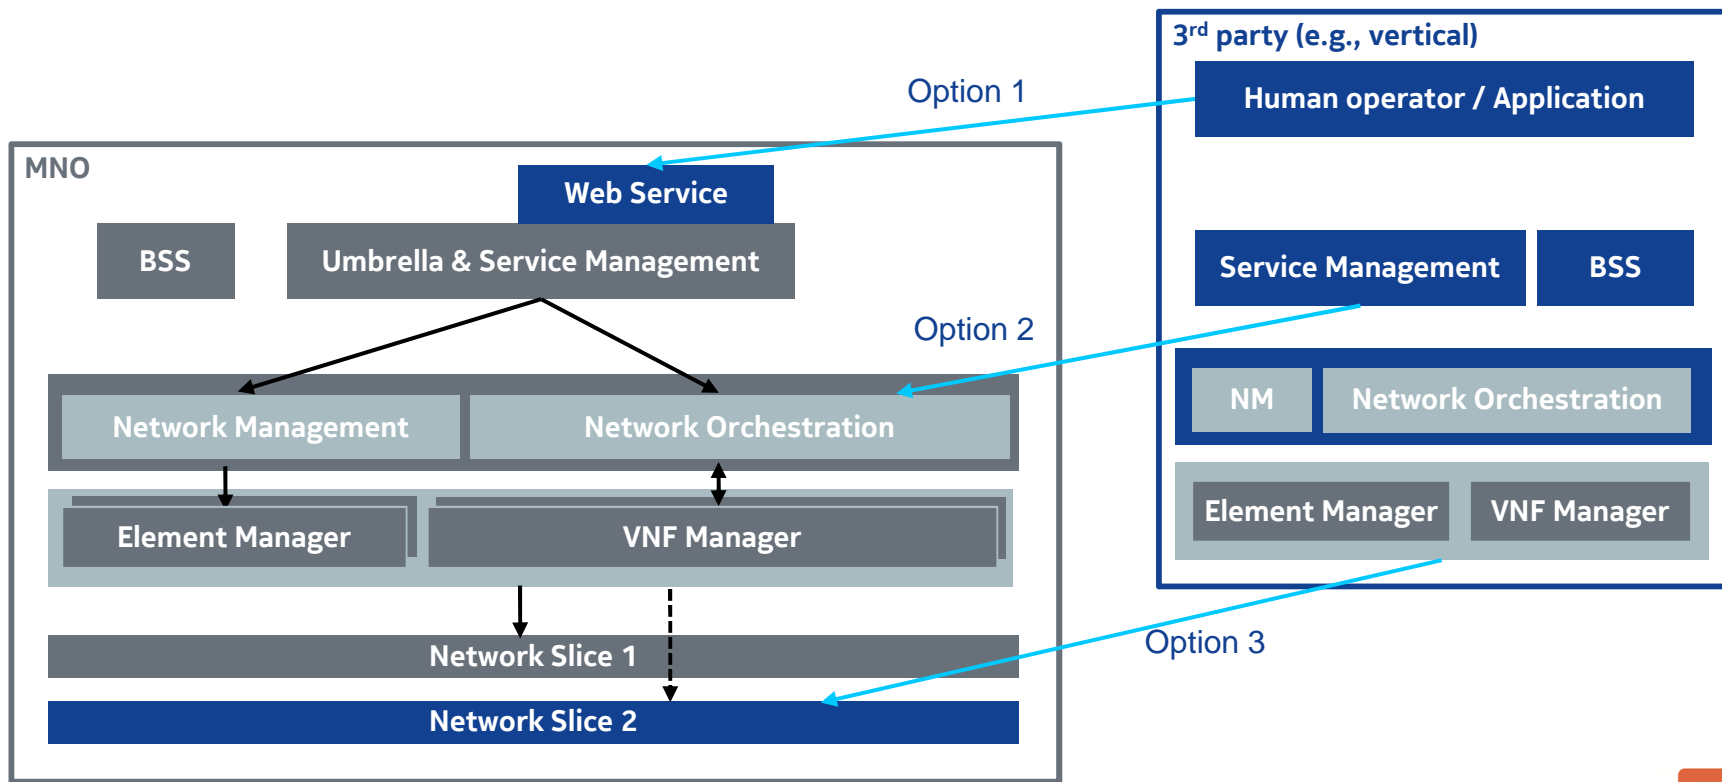 3rd party (e.g., vertical)
Option 1
Human operator / Application
MNO
Web Service
BSS
Umbrella & Service Management
Service Management
BSS
Option 2
Network Management
Network Orchestration
NM
Network Orchestration
Element Manager
VNF Manager
Element Manager
VNF Manager
Option 3
Network Slice 1
Network Slice 2